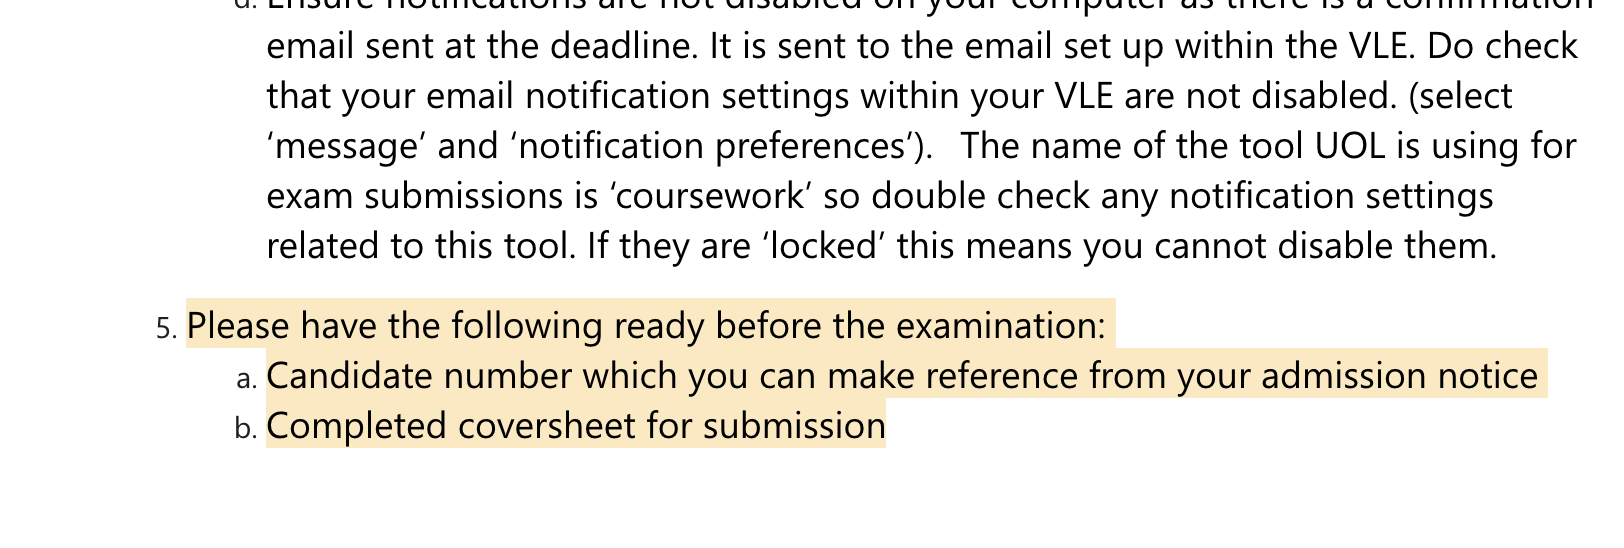 d. Ensure notifications are not disabled on your computer as there is a confirmation
email sent at the deadline. It is sent to the email set up within the VLE. Do check
that your email notification settings within your VLE are not disabled. (select
‘message’ and ‘notification preferences’).   The name of the tool UOL is using for
exam submissions is ‘coursework’ so double check any notification settings
related to this tool. If they are ‘locked’ this means you cannot disable them.
5. Please have the following ready before the examination:
a. Candidate number which you can make reference from your admission notice
b. Completed coversheet for submission